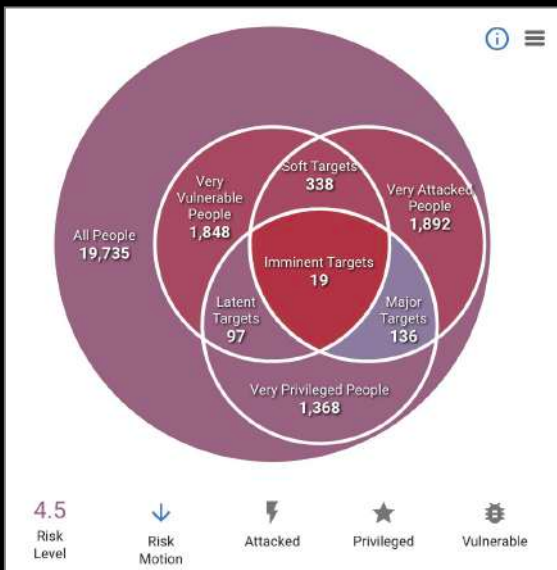 Soft Targets
338
Very
Vulnerable
People
1,848
Very Attacked
People
1,892
All People
19,735
Imminent Targets
19
Latent
Targets
97
Major
Targets
136
Very Privileged People
1,368
4.5
Risk
Level
Risk
Motion
Attacked
Privileged
Vulnerable